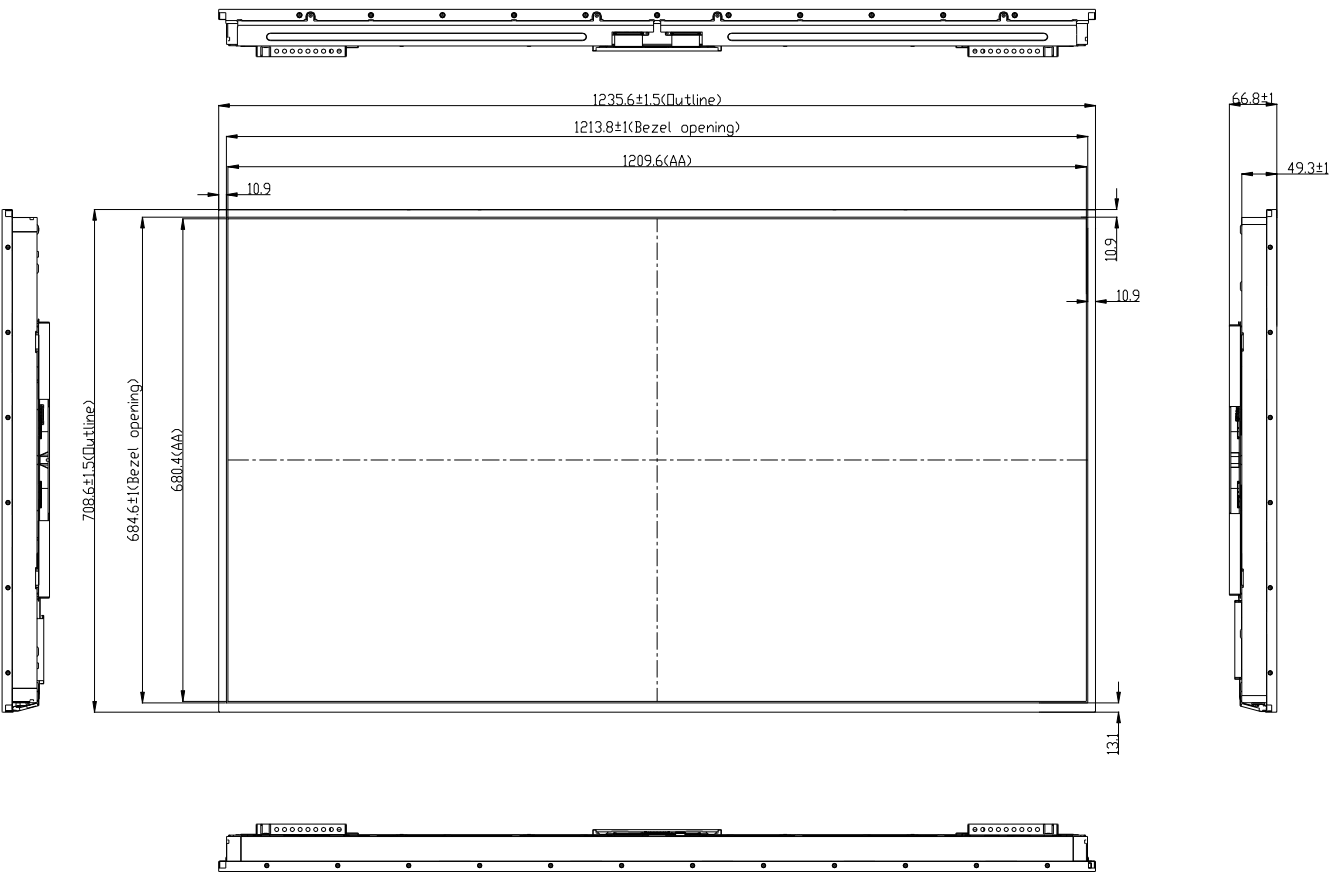 1235.6±1.5(Outline)
66.8±1
1213.8±1(Bezel opening)
1209.6(AA)
49.3±1
10.9
10.9
10.9
708.6±1.5(Outline)
684.6±1(Bezel opening)
680.4(AA)
13.1